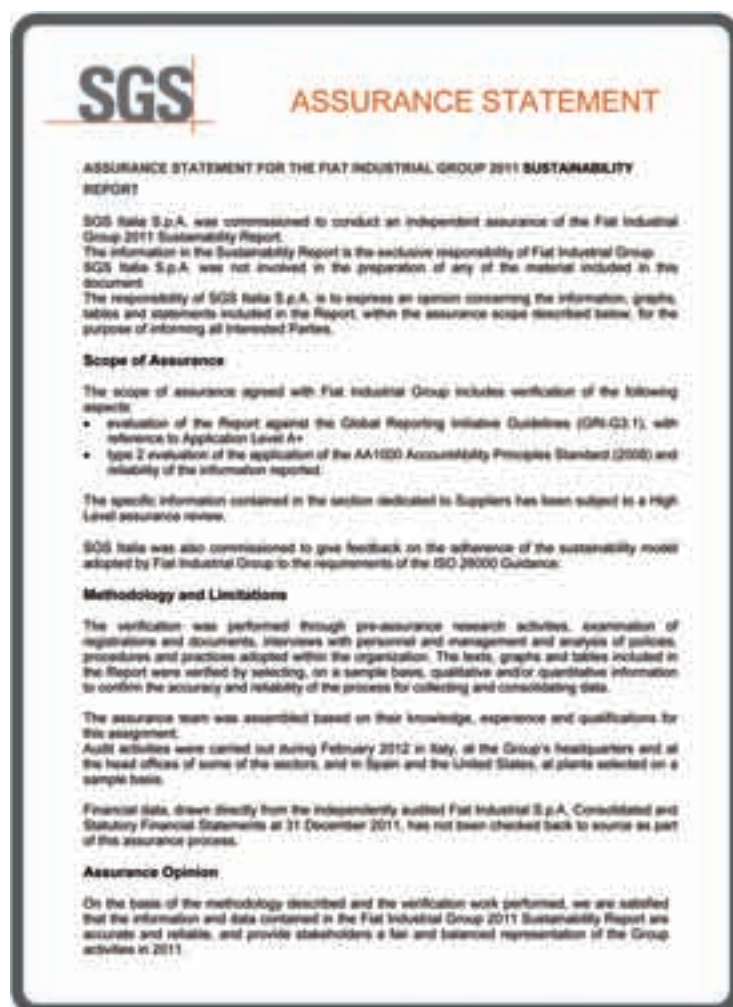 SGS
ASSURANCE STATEMENT
ASSURANCE STATEMENT FOR THE FIAT INDUSTRIAL GROUP 2011 SUSTAINABILITY
REPORT
SGS Italia S.p.A. was commissioned to conduct an independent assurance of the Fiat Industrial
Group 2011 Sustainability Report.
The information in the Sustainability Report is the exclusive responsibility of Fiat Industrial Group.
SGS Italia S.p.A. was not involved in the preparation of any of the material included in this
document.
The responsibility of SGS Italia S.p.A. is to express an opinion concerning the information, graphs,
tables and statements included in the Report, within the assurance scope described below, for the
purpose of informing all Interested Parties.
Scope of Assurance
The scope of assurance agreed with Fiat Industrial Group includes verification of the following
aspects:
• evaluation of the Report against the Global Reporting Initiative Guidelines (GRI-G3.1), with
reference to Application Level A+
• type 2 evaluation of the application of the AA1000 AccountAbility Principles Standard (2008) and
reliability of the information reported.
The specific information contained in the section dedicated to Suppliers has been subject to a High
Level assurance review.
SGS Italia was also commissioned to give feedback on the adherence of the sustainability model
adopted by Fiat Industrial Group to the requirements of the ISO 26000 Guidance.
Methodology and Limitations
The verification was performed through pre-assurance research activities, examination of
registrations and documents, interviews with personnel and management and analysis of policies,
procedures and practices adopted within the organization. The texts, graphs and tables included in
the Report were verified by selecting, on a sample basis, qualitative and/or quantitative information
to confirm the accuracy and reliability of the process for collecting and consolidating data.
The assurance team was assembled based on their knowledge, experience and qualifications for
this assignment.
Audit activities were carried out during February 2012 in Italy, at the Group's headquarters and at
the head offices of some of the sectors, and in Spain and the United States, at plants selected on a
sample basis.
Financial data, drawn directly from the independently audited Fiat Industrial S.p.A. Consolidated and
Statutory Financial Statements at 31 December 2011, has not been checked back to source as part
of this assurance process.
Assurance Opinion
On the basis of the methodology described and the verification work performed, we are satisfied
that the information and data contained in the Fiat Industrial Group 2011 Sustainability Report are
accurate and reliable, and provide stakeholders a fair and balanced representation of the Group
activities in 2011.